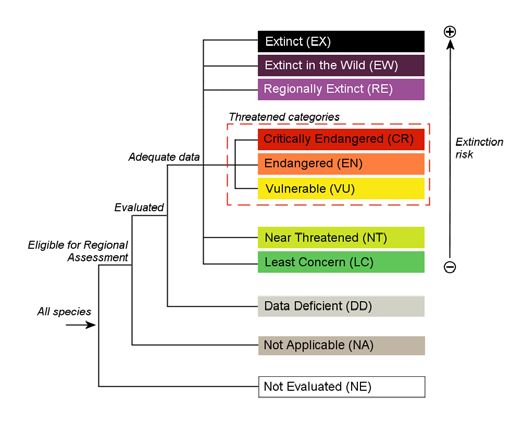 Extinct (EX)
Extinct in the Wild (EW)
Regionally Extinct (RE)
Threatened categories
Critically Endangered (CR)
Extinction
risk
Adequate data
Endangered (EN)
Vulnerable (VU)
Evaluated
Near Threatened (NT)
Eligible for Regional
Assessment
Least Concern (LC)
All species
Data Deficient (DD)
Not Applicable (NA)
Not Evaluated (NE)